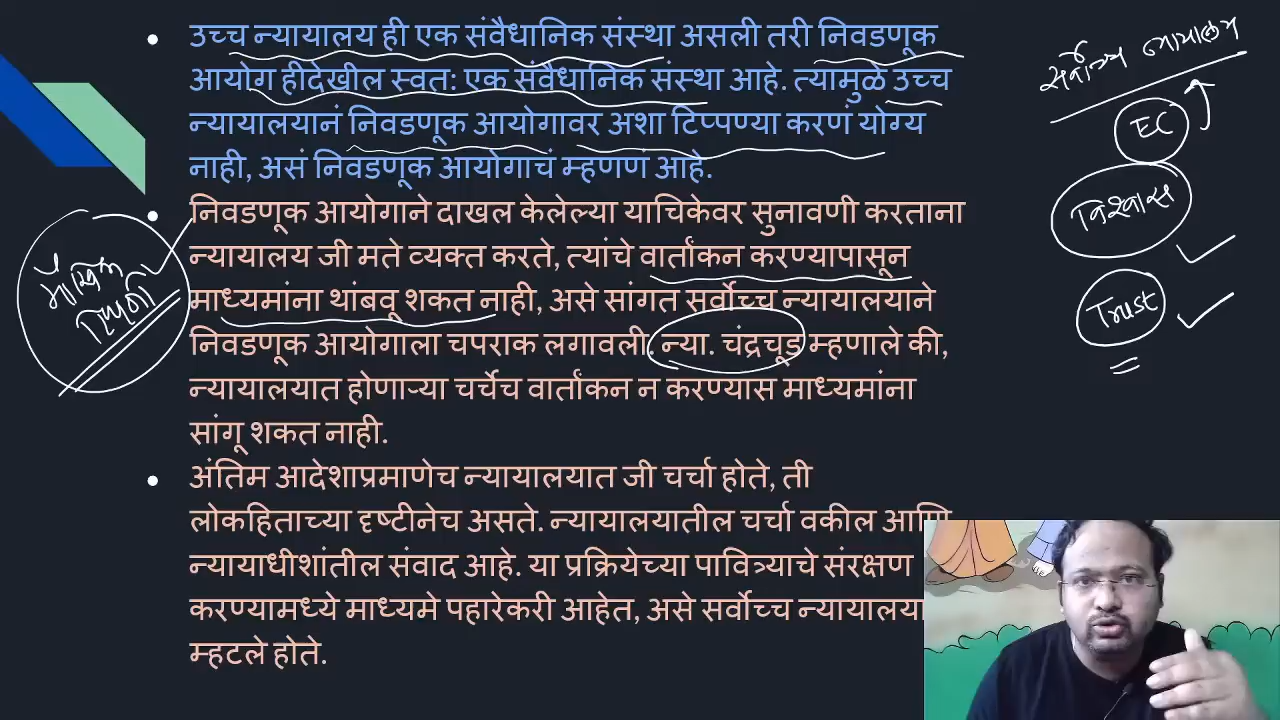 उच्च न्यायालय ही एक संवैधानिक संस्था असली तरी निवडणूक
आयोग हीदेखील स्वत: एक संवैधानिक संस्था आहे. त्यामुळे उच्च
न्यायालयानं निवडणूक आयोगावर अशा टिप्पण्या करणं योग्य
नाही, असं निवडणूक आयोगाचं म्हणणं आहे.
निवडणूक आयोगाने दाखल केलेल्या याचिकेवर सुनावणी करताना
न्यायालय जी मते व्यक्त करते, त्यांचे वार्तांकन करण्यापासून
माध्यमांना थांबवू शकत नाही, असे सांगत सर्वोच्च न्यायालयाने
निवडणूक आयोगाला चपराक लगावली. न्या. चंद्रचूड म्हणाले की,
न्यायालयात होणाऱ्या चर्चेच वार्तांकन न करण्यास माध्यमांना
सांगू शकत नाही.
अंतिम आदेशाप्रमाणेच न्यायालयात जी चर्चा होते, ती
लोकहिताच्या दृष्टीनेच असते. न्यायालयातील चर्चा वकील आणि
न्यायाधीशांतील संवाद आहे. या प्रक्रियेच्या पावित्र्याचे संरक्षण
करण्यामध्ये माध्यमे पहारेकरी आहेत, असे सर्वोच्च न्यायालया
म्हटले होते.
सर्वोच्च न्यायालय
EC
विश्वास
Trust